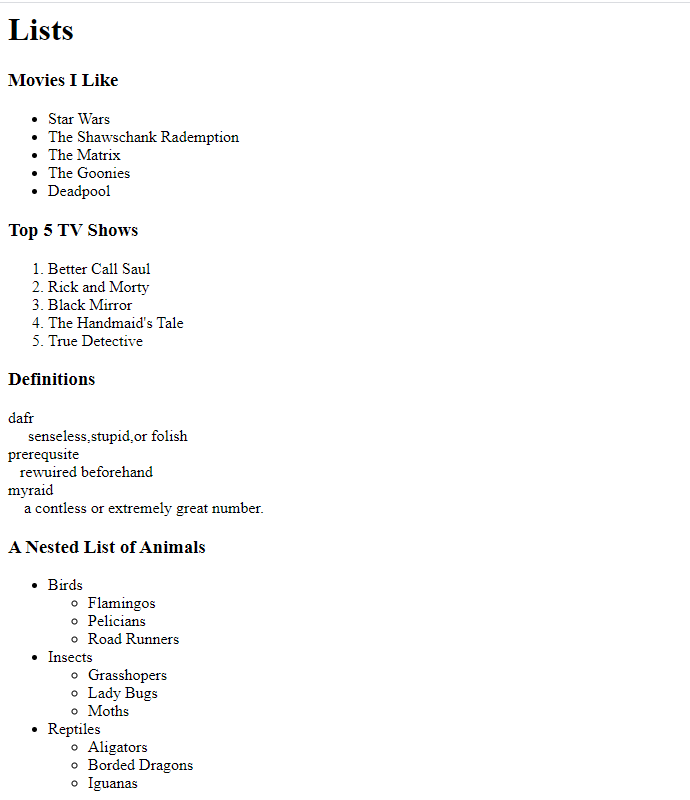 Lists
Movies I Like
Star Wars
The Shawschank Rademption
The Matrix
The Goonies
Deadpool
Top 5 TV Shows
1. Better Call Saul
2. Rick and Morty
3. Black Mirror
4. The Handmaid's Tale
5. True Detective
Definitions
dafr
senseless,stupid,or folish
prerequsite
rewuired beforehand
myraid
a contless or extremely great number.
A Nested List of Animals
Birds
Flamingos
Pelicians
Road Runners
Insects
Grasshopers
Lady Bugs
Moths
Reptiles
Aligators
Borded Dragons
Iguanas